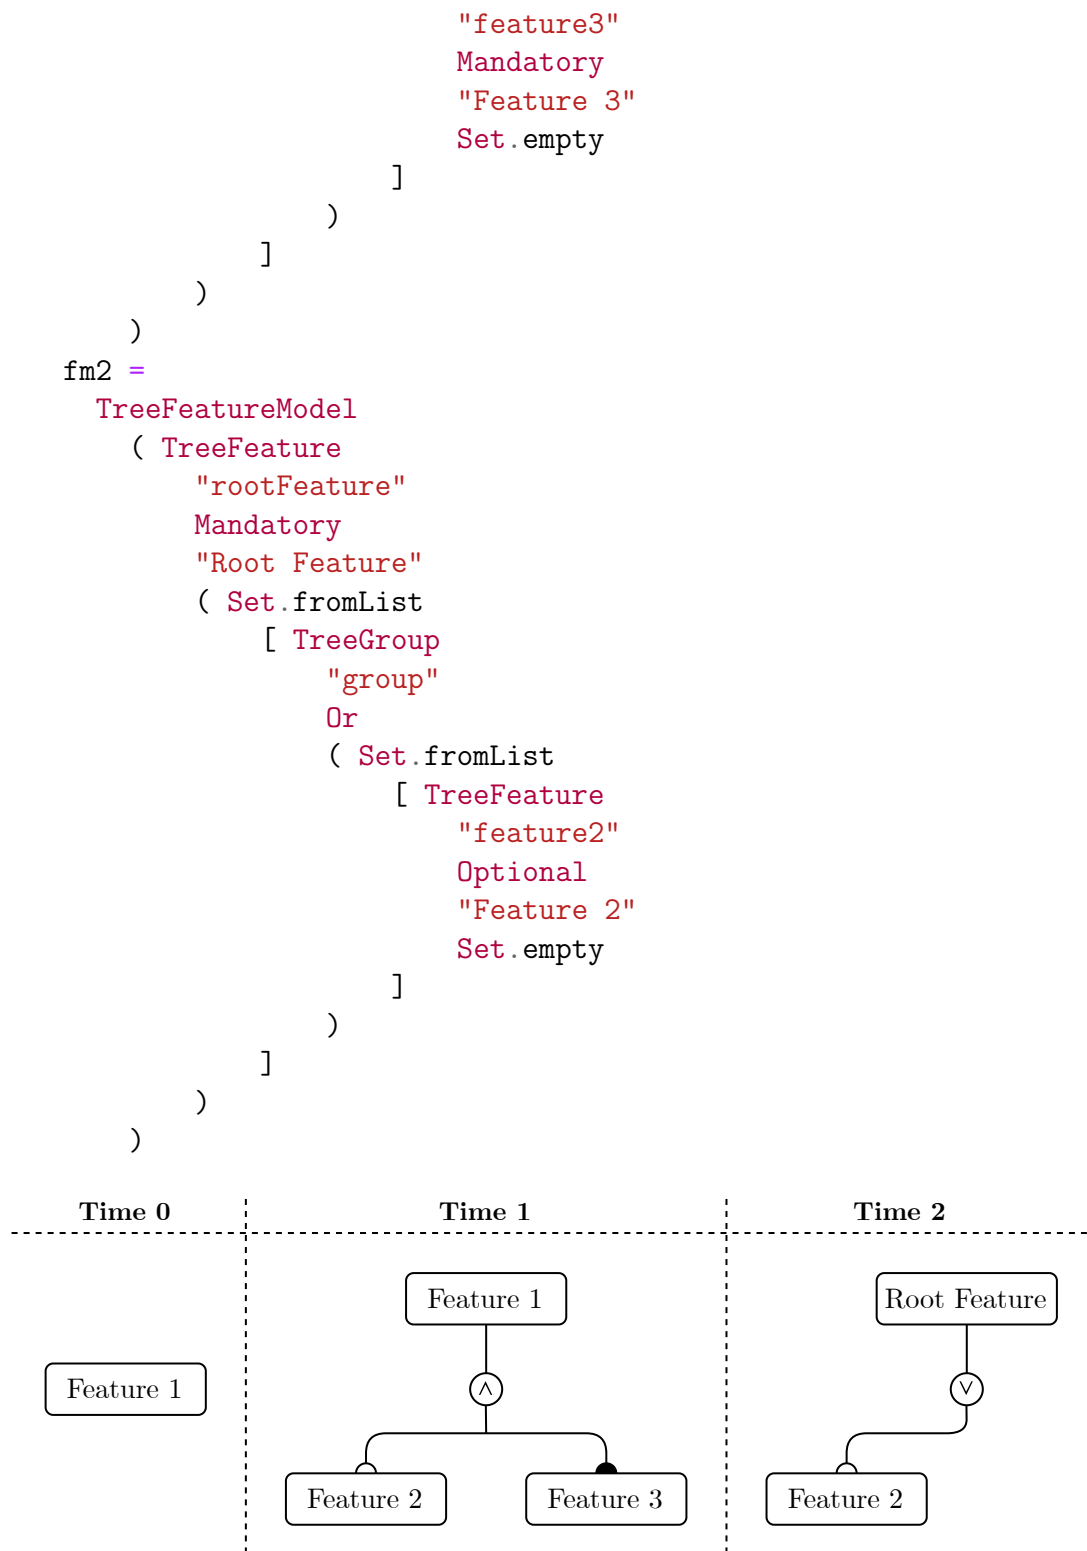 "feature3"
Mandatory
"Feature 3"
Set.empty
]
)
]
)
)
fm2 =
TreeFeatureModel
( TreeFeature
"rootFeature"
Mandatory
"Root Feature"
( Set.fromList
[ TreeGroup
"group"
Or
( Set.fromList
[ TreeFeature
"feature2"
Optional
"Feature 2"
Set.empty
]
)
]
)
)
Time 0 Time 1 Time 2
Feature 1 Root Feature
Feature 1 ∧ ∨
Feature 2 Feature 3 Feature 2